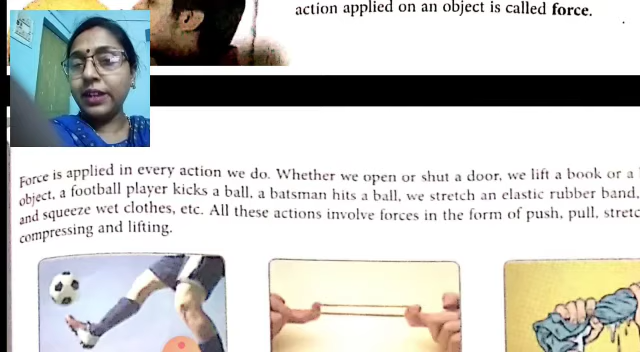 action applied on an object is called force.
Force is applied in every action we do. Whether we open or shut a door, we lift a book or a
object, a football player kicks a ball, a batsman hits a ball, we stretch an elastic rubber band,
and squeeze wet clothes, etc. All these actions involve forces in the form of push, pull, stretc
compressing and lifting.